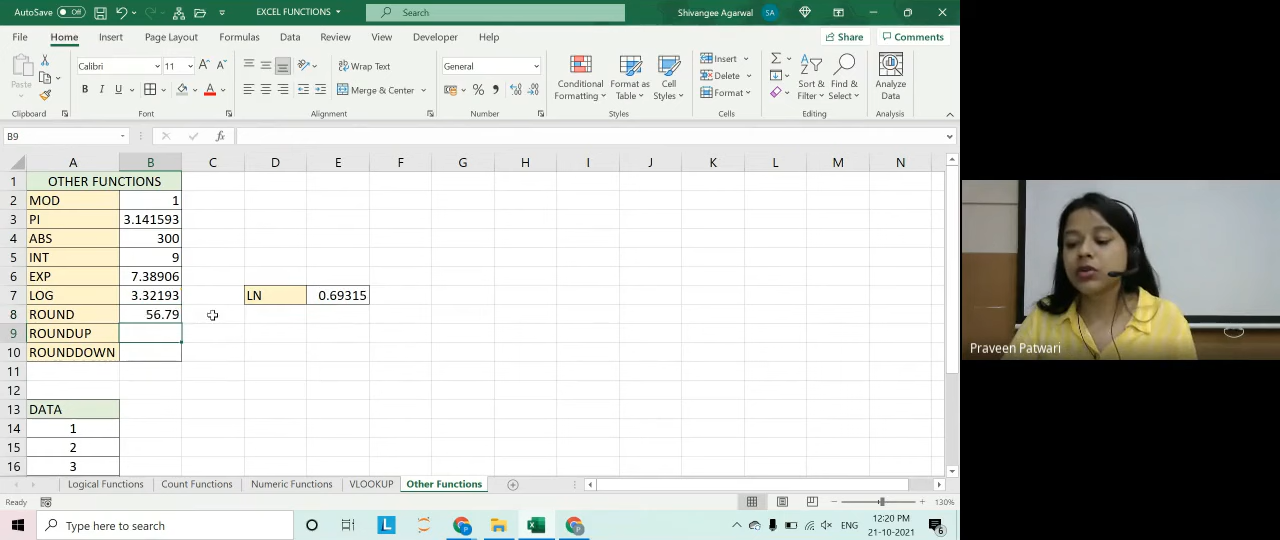 AutoSave Off EXCEL FUNCTIONS Search Shivangee Agarwal SA
File Home Insert Page Layout Formulas Data Review View Developer Help Share Comments
Paste Calibri 11 A A Wrap Text General Conditional Formatting Format as Table Cell Styles Insert Delete Format Sort & Filter Find & Select Analyze Data
B I U A Merge & Center $ % 9
Clipboard Font Alignment Number Styles Cells Editing Analysis
B9 fx
A B C D E F G H I J K L M N
1 OTHER FUNCTIONS
2 MOD 1
3 PI 3.141593
4 ABS 300
5 INT 9
6 EXP 7.38906
7 LOG 3.32193 LN 0.69315
8 ROUND 56.79
9 ROUNDUP
10 ROUNDDOWN
11
12
13 DATA
14 1
15 2
16 3
Logical Functions Count Functions Numeric Functions VLOOKUP Other Functions
Ready 130%
Type here to search L P ENG 12:20 PM 21-10-2021 6
Praveen Patwari